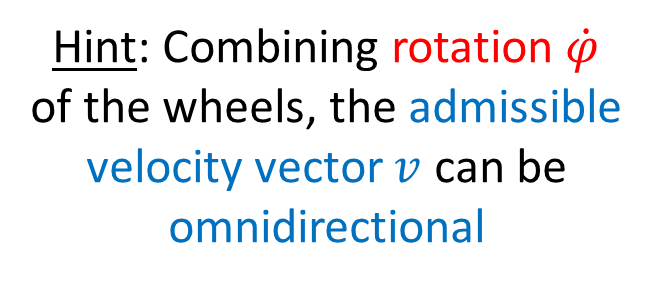 Hint: Combining rotation φ̇
of the wheels, the admissible
velocity vector v can be
omnidirectional